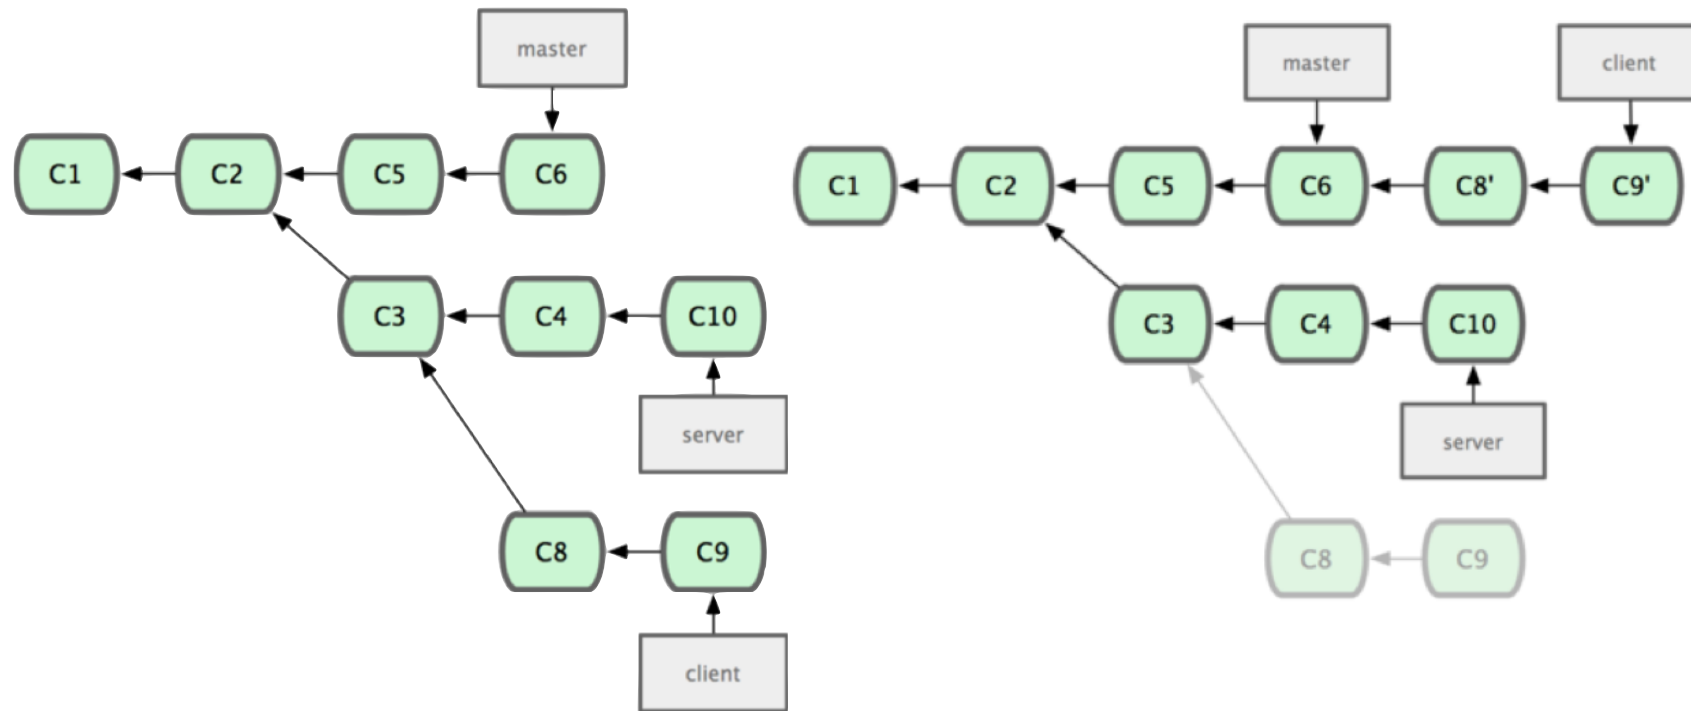 master
C1
C2
C5
C6
C3
C4
C10
server
C8
C9
client
master
client
C1
C2
C5
C6
C8'
C9'
C3
C4
C10
server
C8
C9